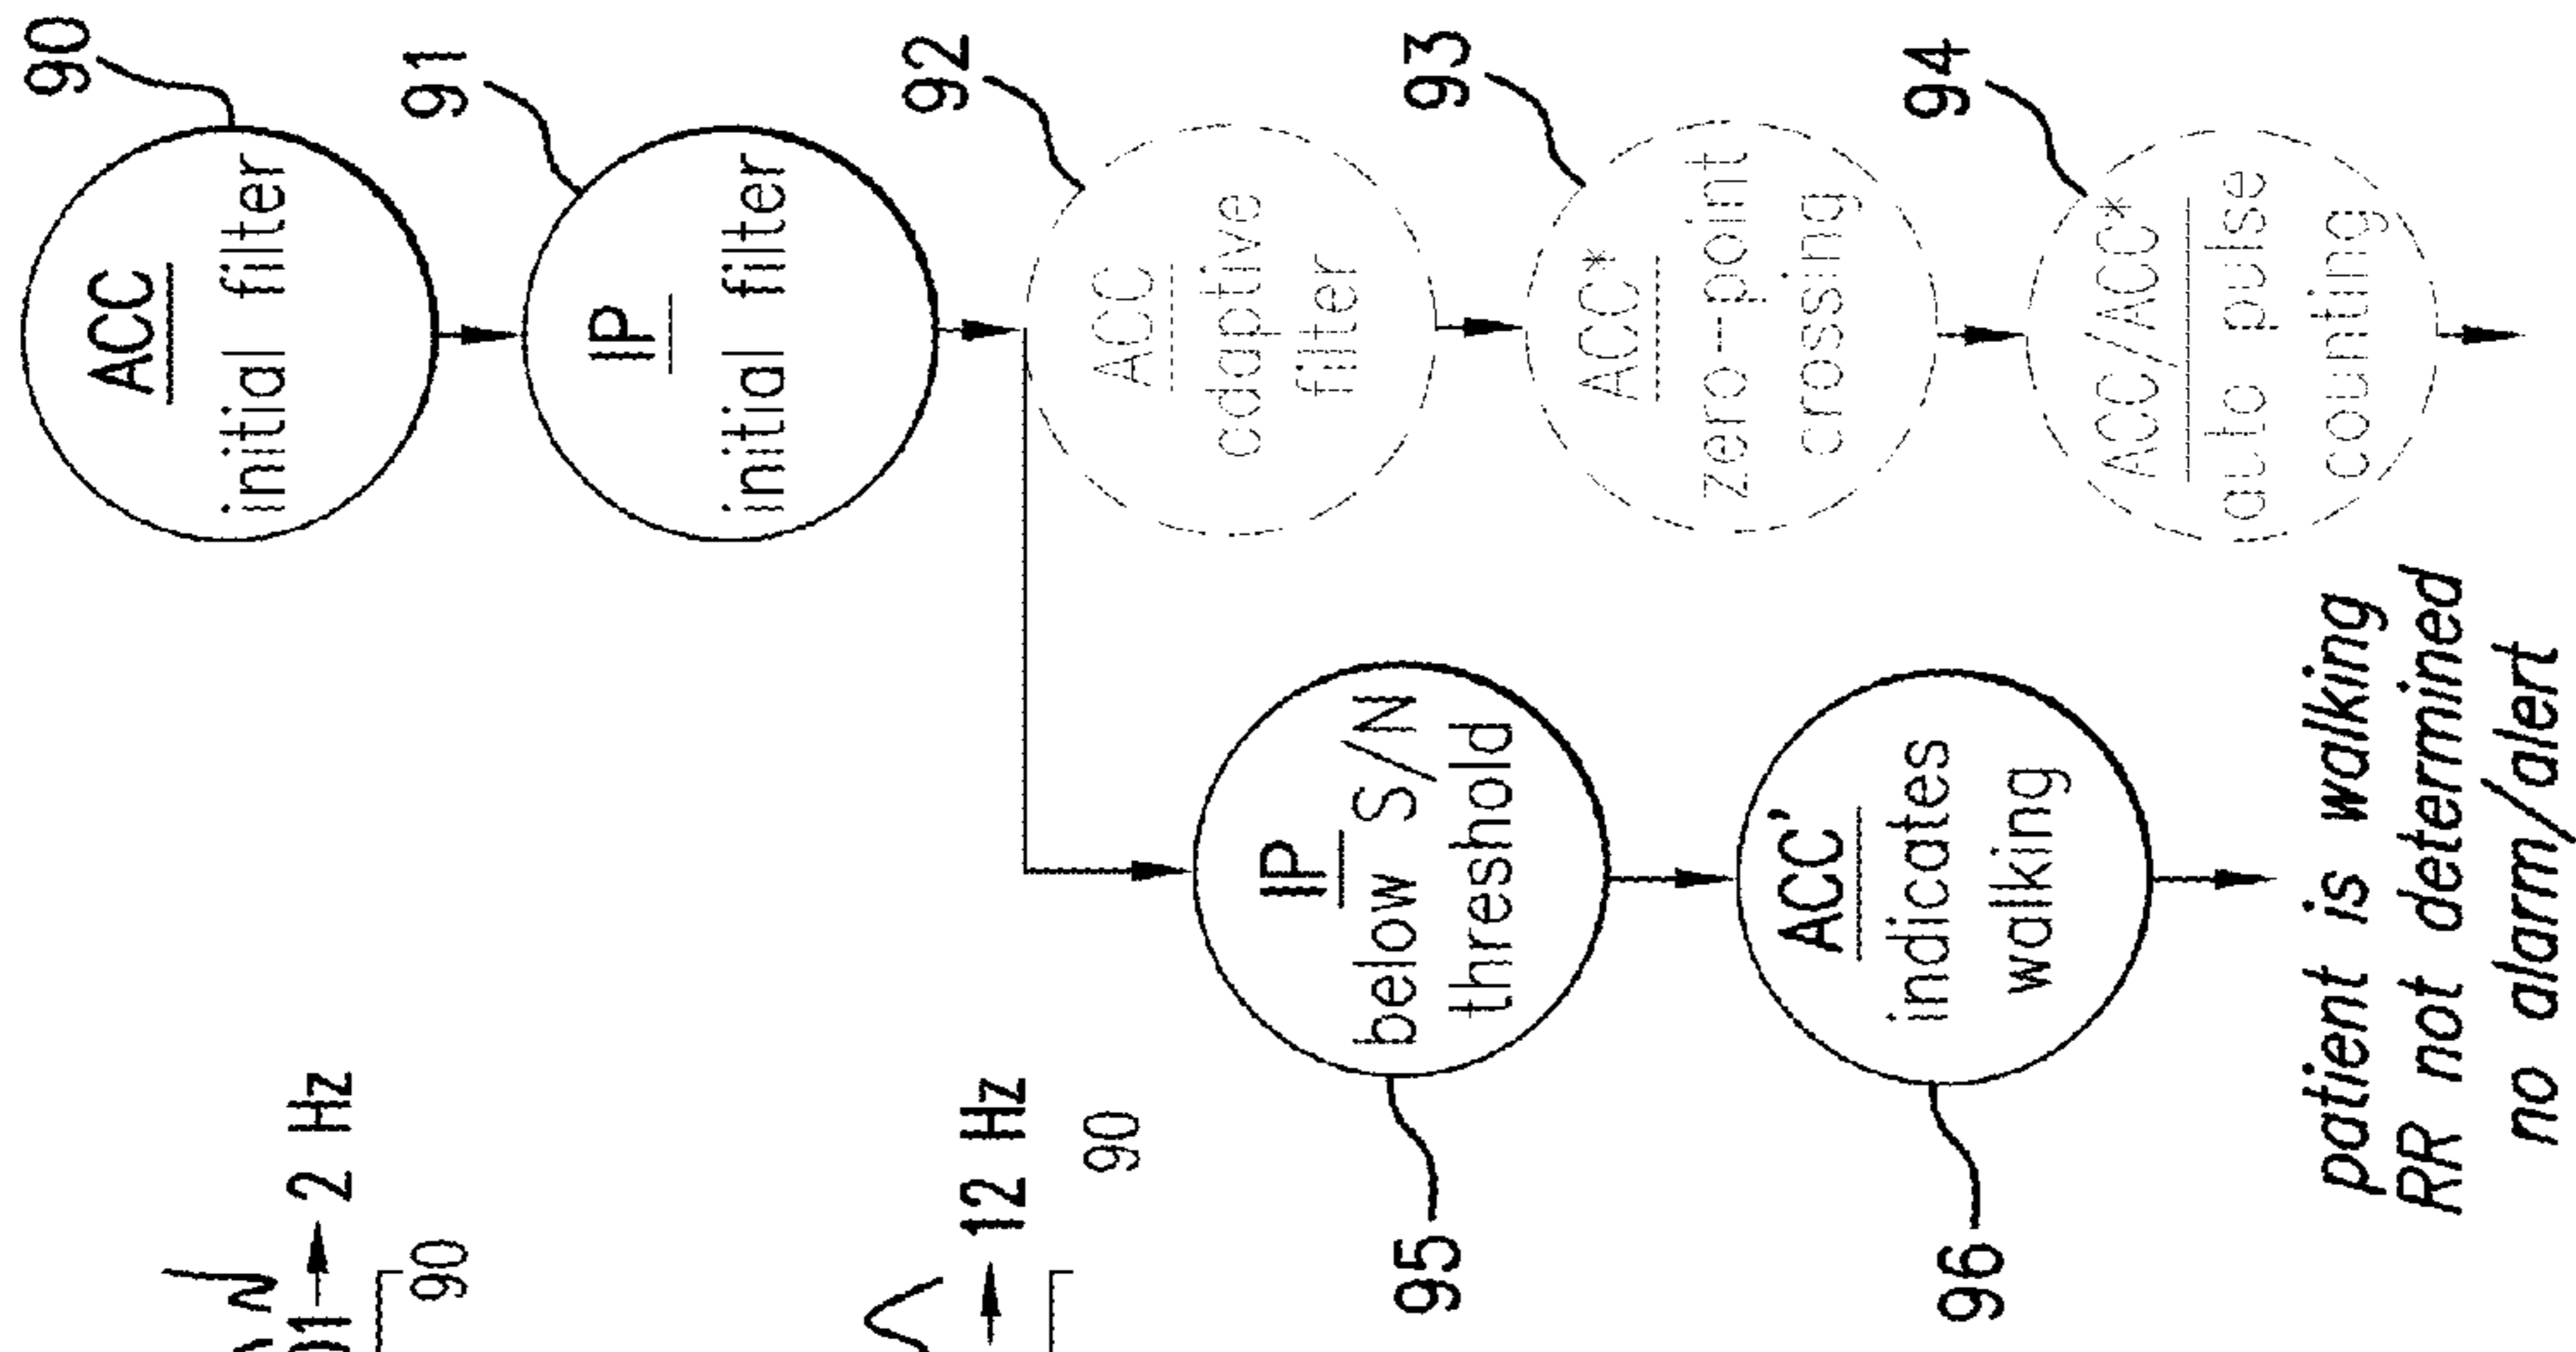 ACC
initial filter
90
IP
initial filter
91
2 Hz
90
ACC
adaptive
filter
92
12 Hz
90
IP
below S/N
threshold
95
ACC*
zero-point
crossing
93
ACC'
indicates
walking
96
ACC/ACC*
auto pulse
counting
94
patient is walking
RR not determined
no alarm/alert